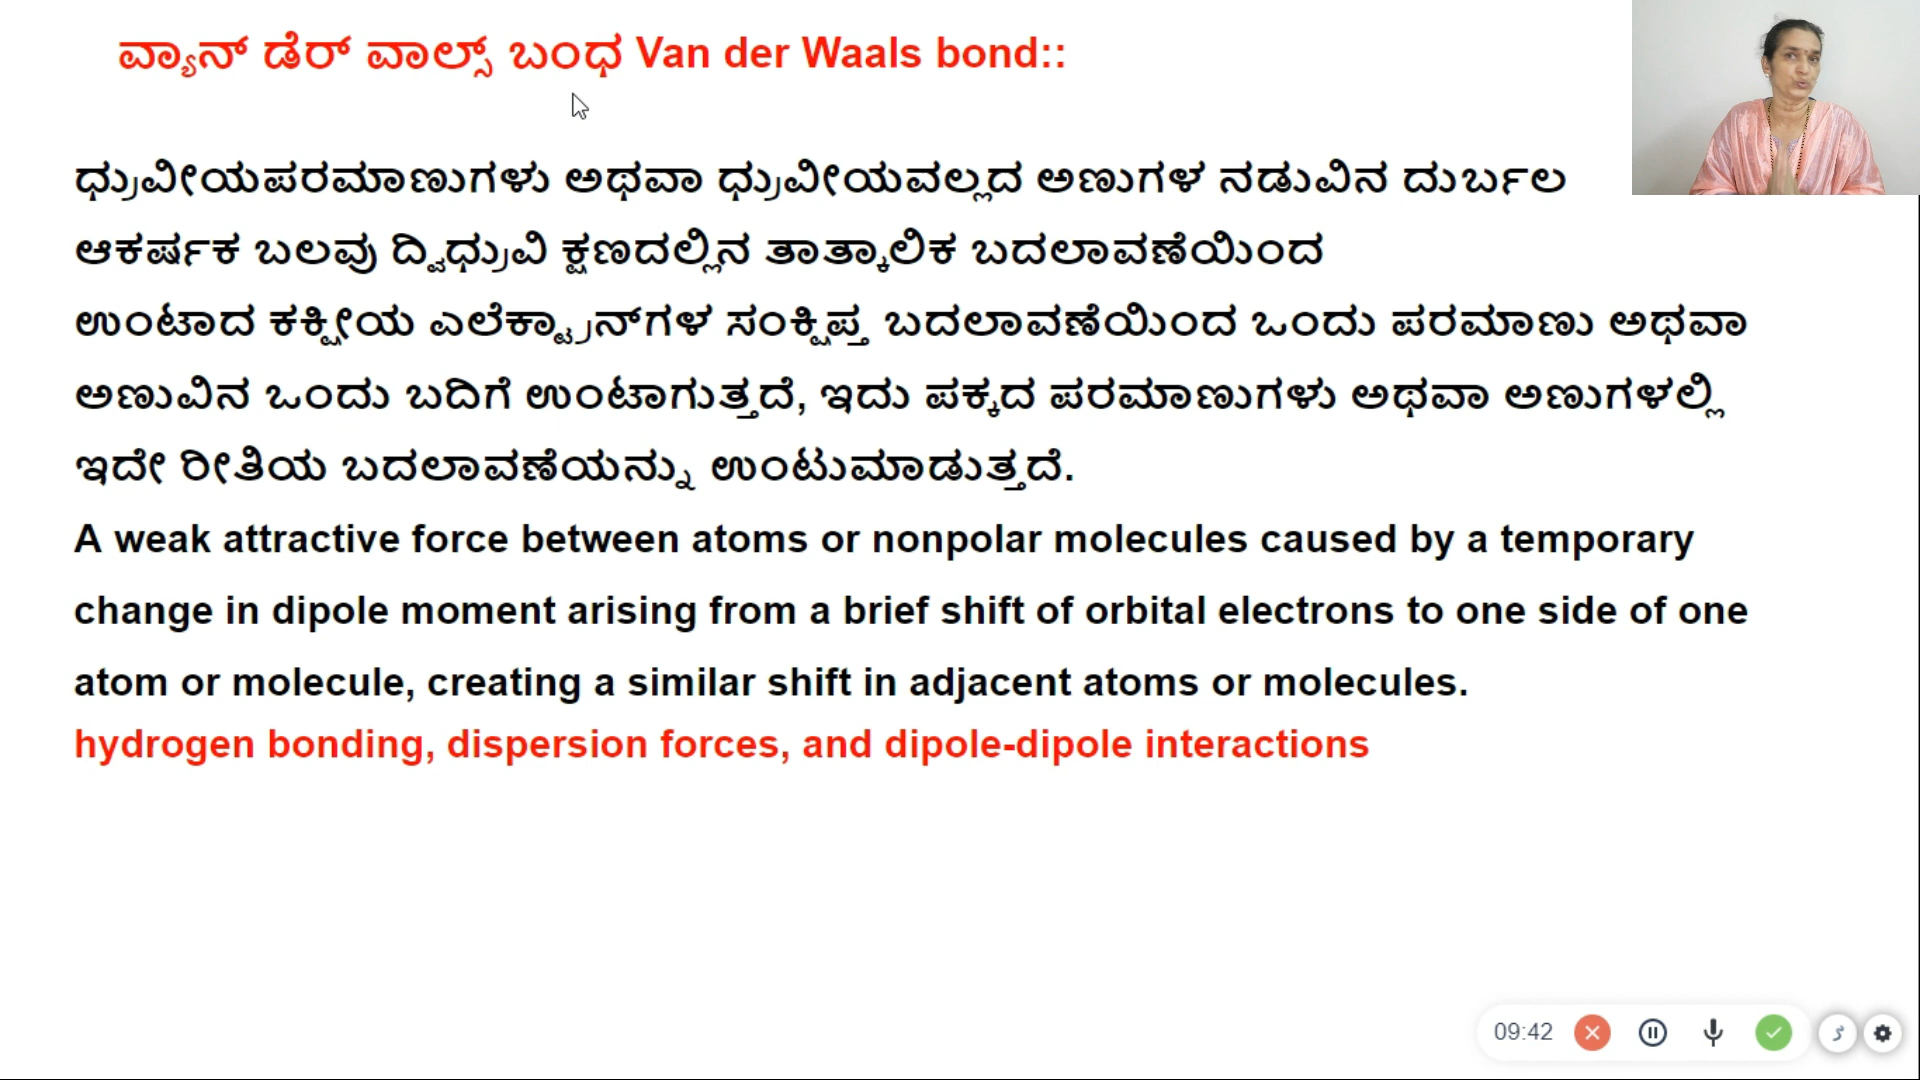 ವ್ಯಾನ್ ಡೆರ್ ವಾಲ್ಸ್ ಬಂಧ Van der Waals bond::
ಧ್ರುವೀಯಪರಮಾಣುಗಳು ಅಥವಾ ಧ್ರುವೀಯವಲ್ಲದ ಅಣುಗಳ ನಡುವಿನ ದುರ್ಬಲ
ಆಕರ್ಷಕ ಬಲವು ದ್ವಿಧ್ರುವಿ ಕ್ಷಣದಲ್ಲಿನ ತಾತ್ಕಾಲಿಕ ಬದಲಾವಣೆಯಿಂದ
ಉಂಟಾದ ಕಕ್ಷೀಯ ಎಲೆಕ್ಟ್ರಾನ್‌ಗಳ ಸಂಕ್ಷಿಪ್ತ ಬದಲಾವಣೆಯಿಂದ ಒಂದು ಪರಮಾಣು ಅಥವಾ
ಅಣುವಿನ ಒಂದು ಬದಿಗೆ ಉಂಟಾಗುತ್ತದೆ, ಇದು ಪಕ್ಕದ ಪರಮಾಣುಗಳು ಅಥವಾ ಅಣುಗಳಲ್ಲಿ
ಇದೇ ರೀತಿಯ ಬದಲಾವಣೆಯನ್ನು ಉಂಟುಮಾಡುತ್ತದೆ.
A weak attractive force between atoms or nonpolar molecules caused by a temporary
change in dipole moment arising from a brief shift of orbital electrons to one side of one
atom or molecule, creating a similar shift in adjacent atoms or molecules.
hydrogen bonding, dispersion forces, and dipole-dipole interactions
09:42